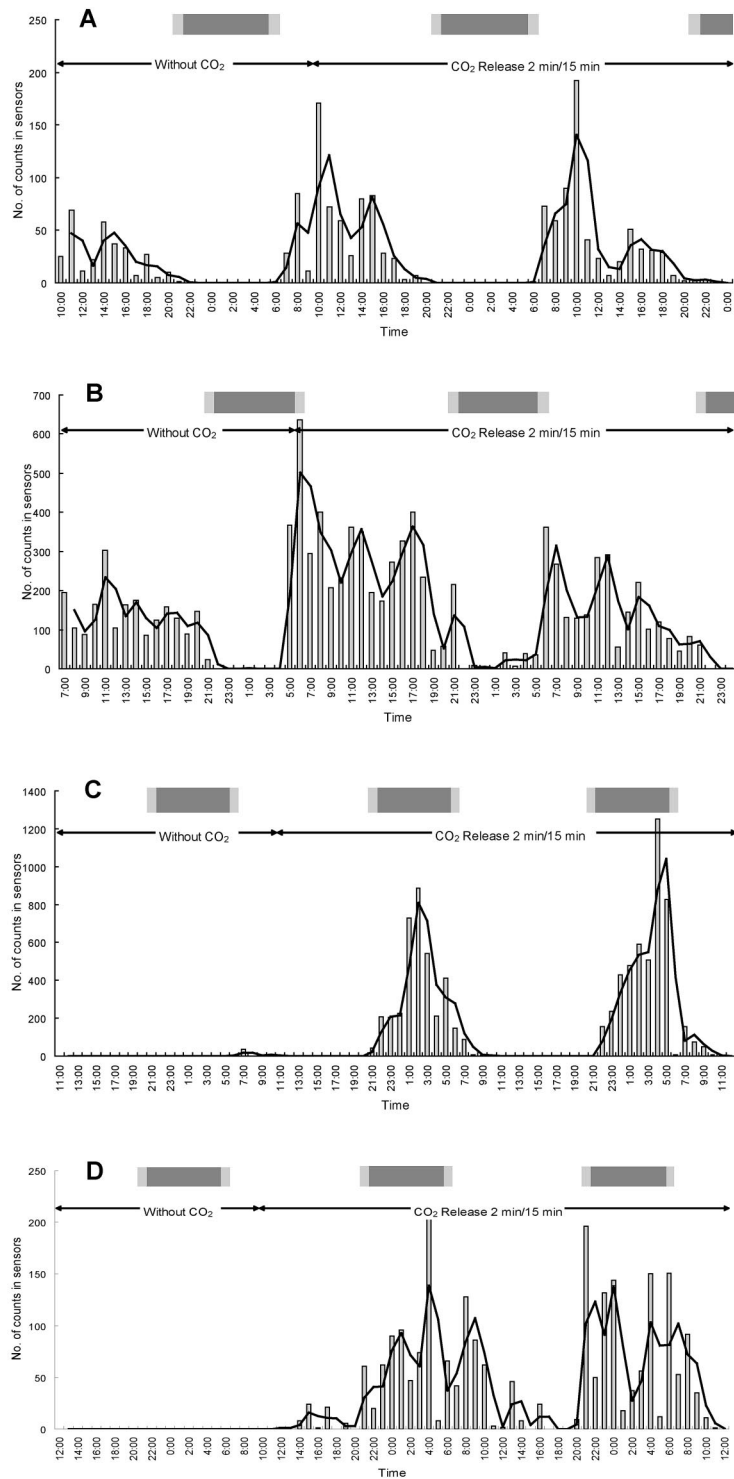 A
250
200
150
100
50
0
No. of counts in sensors
Without CO₂
CO₂ Release 2 min/15 min
10:00 12:00 14:00 16:00 18:00 20:00 22:00 0:00 2:00 4:00 6:00 8:00 10:00 12:00 14:00 16:00 18:00 20:00 22:00 0:00 2:00 4:00 6:00 8:00 10:00 12:00 14:00 16:00 18:00 20:00 22:00 0:00
Time
B
700
600
500
400
300
200
100
0
No. of counts in sensors
Without CO₂
CO₂ Release 2 min/15 min
7:00 9:00 11:00 13:00 15:00 17:00 19:00 21:00 23:00 1:00 3:00 5:00 7:00 9:00 11:00 13:00 15:00 17:00 19:00 21:00 23:00 1:00 3:00 5:00 7:00 9:00 11:00 13:00 15:00 17:00 19:00 21:00 23:00
Time
C
1400
1200
1000
800
600
400
200
0
No. of counts in sensors
Without CO₂
CO₂ Release 2 min/15 min
11:00 13:00 15:00 17:00 19:00 21:00 23:00 1:00 3:00 5:00 7:00 9:00 11:00 13:00 15:00 17:00 19:00 21:00 23:00 1:00 3:00 5:00 7:00 9:00 11:00 13:00 15:00 17:00 19:00 21:00 23:00 1:00 3:00 5:00 7:00 9:00 11:00
Time
D
250
200
150
100
50
0
No. of counts in sensors
Without CO₂
CO₂ Release 2 min/15 min
12:00 14:00 16:00 18:00 20:00 22:00 0:00 2:00 4:00 6:00 8:00 10:00 12:00 14:00 16:00 18:00 20:00 22:00 0:00 2:00 4:00 6:00 8:00 10:00 12:00 14:00 16:00 18:00 20:00 22:00 0:00 2:00 4:00 6:00 8:00 10:00 12:00
Time